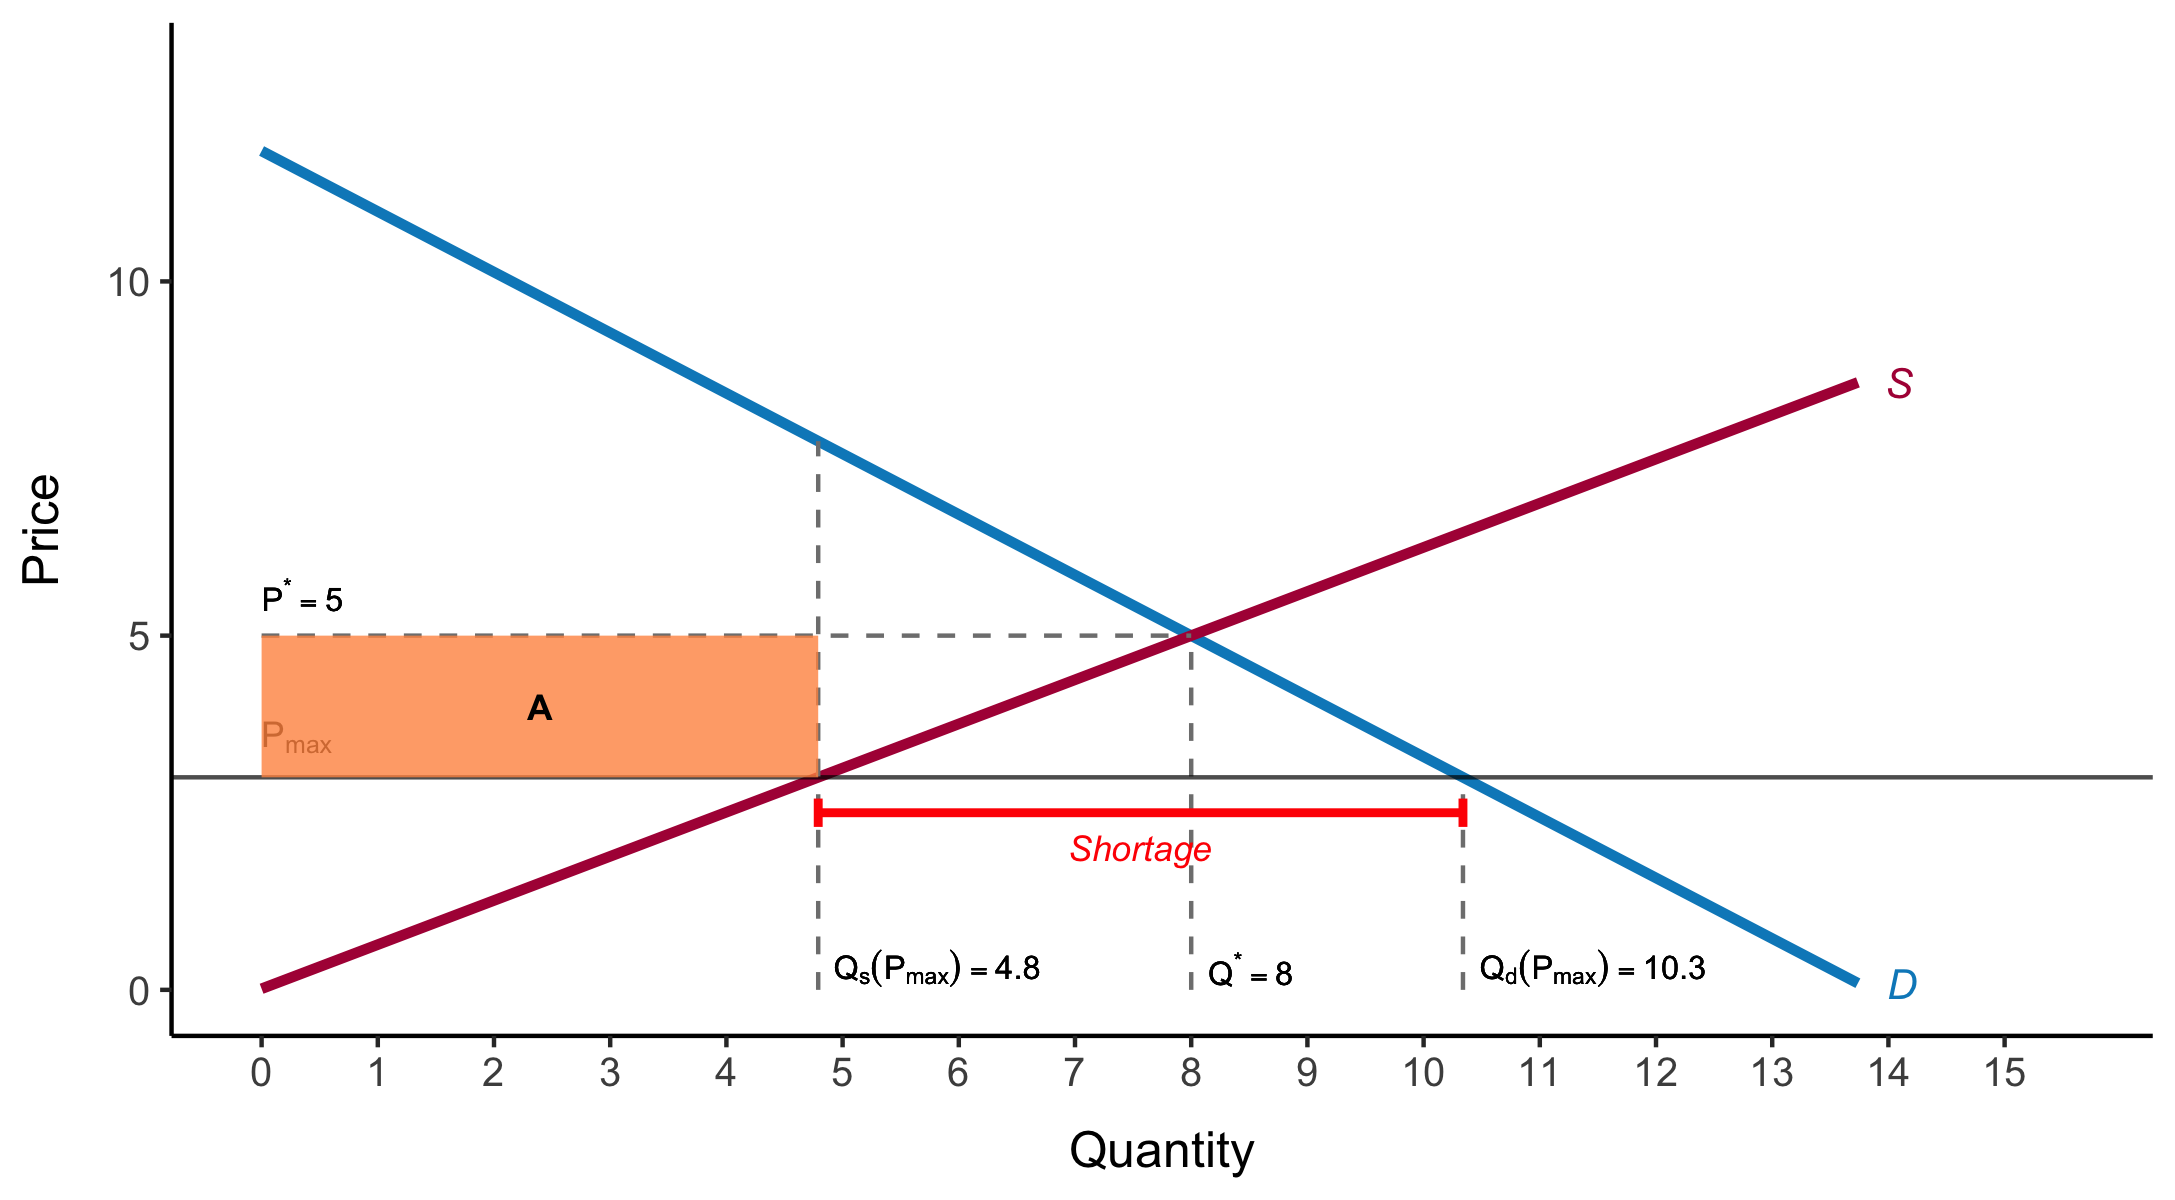 10
S
Price
P* = 5
5
A
Pmax
Shortage
Qs(Pmax) = 4.8
Q* = 8
Qd(Pmax) = 10.3
D
0
0 1 2 3 4 5 6 7 8 9 10 11 12 13 14 15
Quantity